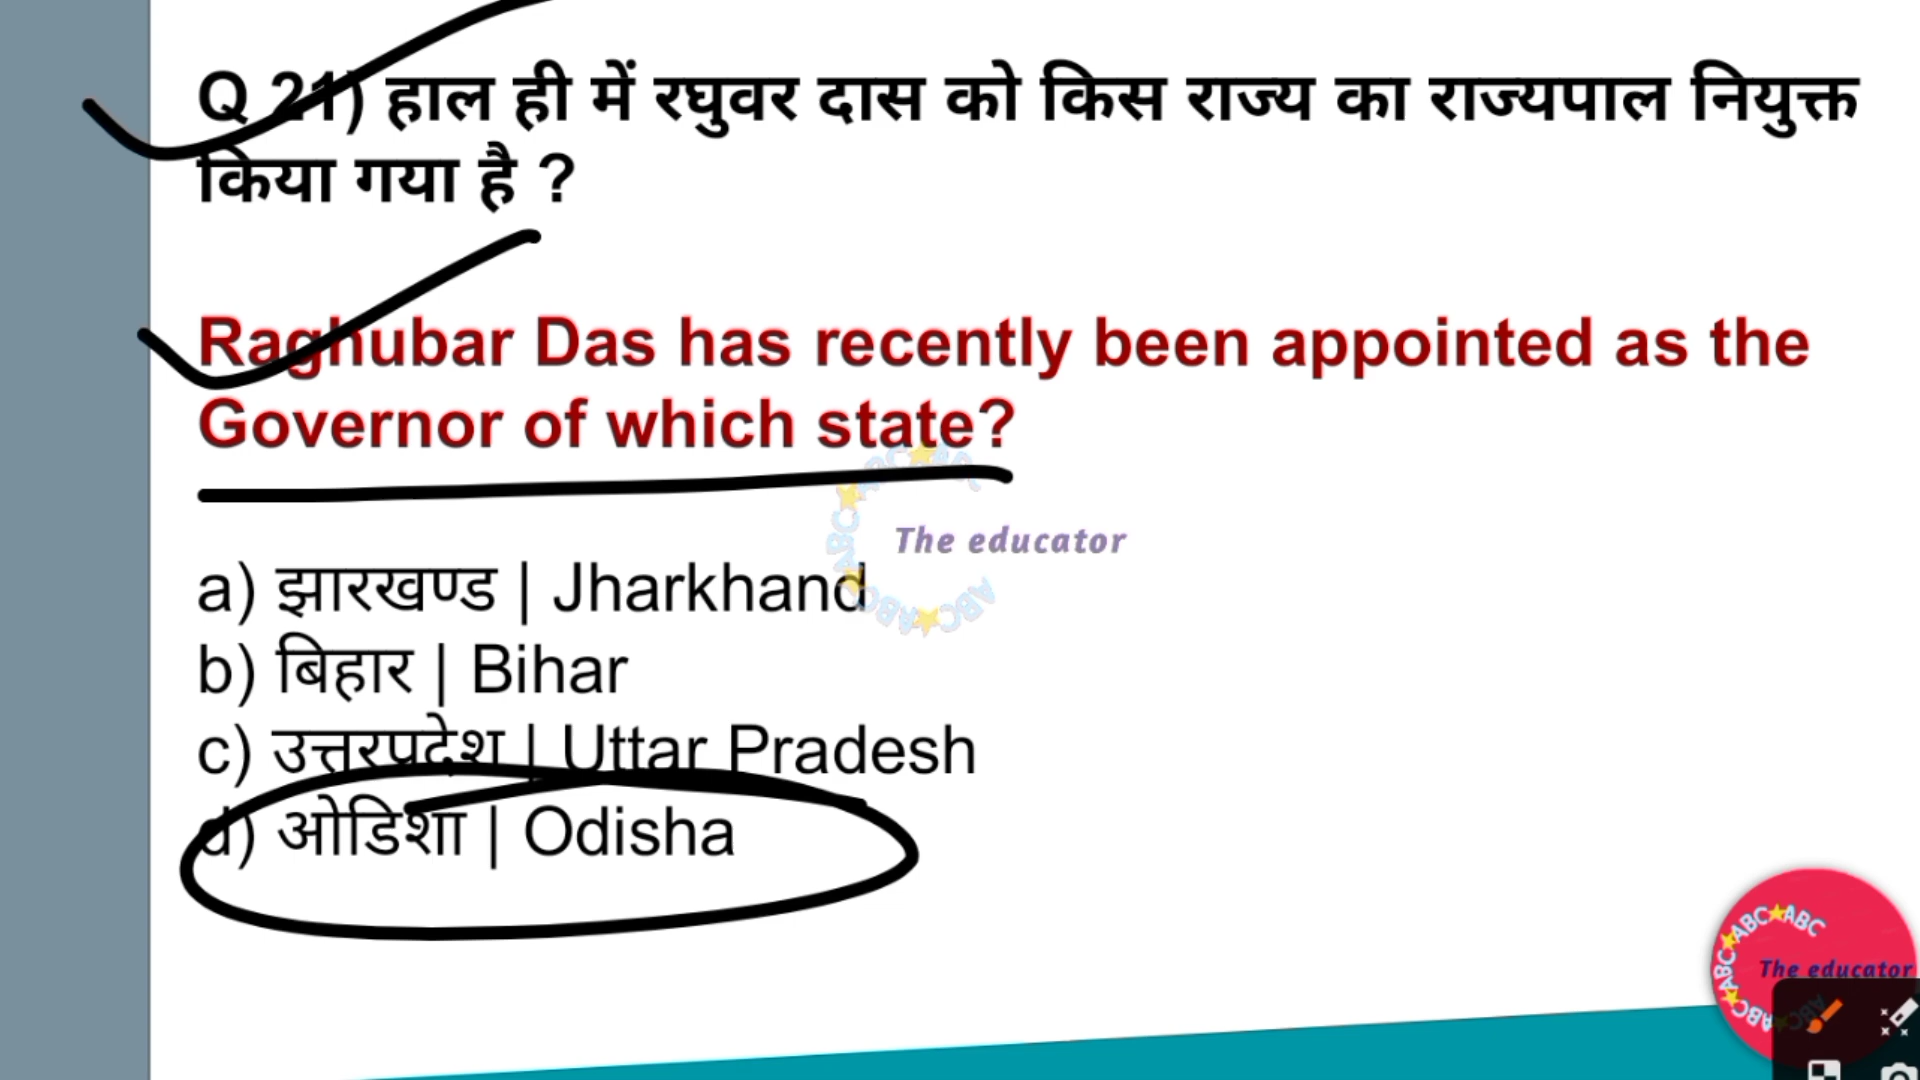 Q 21) हाल ही में रघुवर दास को किस राज्य का राज्यपाल नियुक्त
किया गया है ?
Raghubar Das has recently been appointed as the
Governor of which state?
The educator
a) झारखण्ड | Jharkhand
b) बिहार | Bihar
c) उत्तरप्रदेश | Uttar Pradesh
d) ओडिशा | Odisha
ABC ABC
The educator